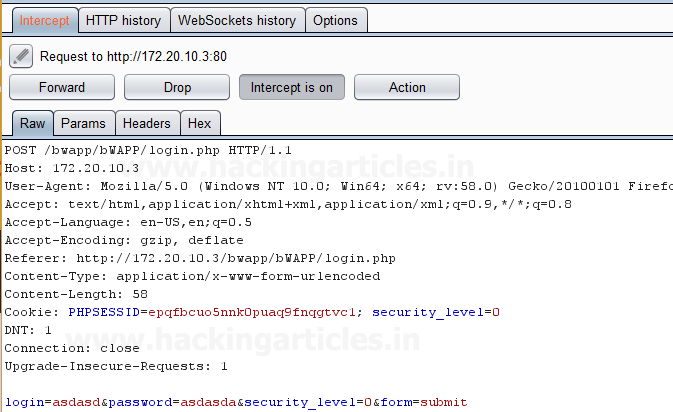 Intercept HTTP history WebSockets history Options
Request to http://172.20.10.3:80
Forward Drop Intercept is on Action
Raw Params Headers Hex
POST /bwapp/bWAPP/login.php HTTP/1.1
www.hackingarticles.in
Host: 172.20.10.3
User-Agent: Mozilla/5.0 (Windows NT 10.0; Win64; x64; rv:58.0) Gecko/20100101 Firefo
Accept: text/html,application/xhtml+xml,application/xml;q=0.9,*/*;q=0.8
Accept-Language: en-US,en;q=0.5
Accept-Encoding: gzip, deflate
Referer: http://172.20.10.3/bwapp/bWAPP/login.php
Content-Type: application/x-www-form-urlencoded
Content-Length: 58
Cookie: PHPSESSID=epqfbcuo5nnk0puaq9fnqgtvc1; security_level=0
DNT: 1
www.hackingarticles.in
Connection: close
Upgrade-Insecure-Requests: 1
login=asdasd&password=asdasda&security_level=0&form=submit